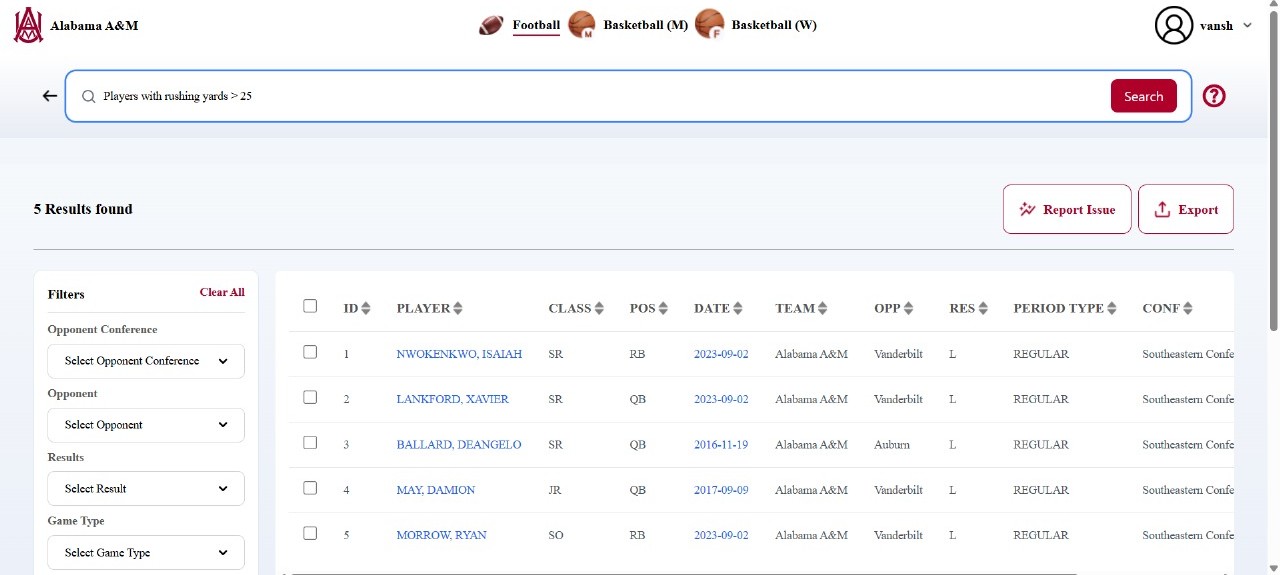 Alabama A&M
Football
Basketball (M)
Basketball (W)
vansh
Players with rushing yards > 25
Search
5 Results found
Report Issue
Export
Filters
Clear All
Opponent Conference
Select Opponent Conference
Opponent
Select Opponent
Results
Select Result
Game Type
Select Game Type
ID PLAYER CLASS POS DATE TEAM OPP RES PERIOD TYPE CONF
1 NWOKENKWO, ISAIAH SR RB 2023-09-02 Alabama A&M Vanderbilt L REGULAR Southeastern Confe
2 LANKFORD, XAVIER SR QB 2023-09-02 Alabama A&M Vanderbilt L REGULAR Southeastern Confe
3 BALLARD, DEANGELO SR QB 2016-11-19 Alabama A&M Auburn L REGULAR Southeastern Confe
4 MAY, DAMION JR QB 2017-09-09 Alabama A&M Vanderbilt L REGULAR Southeastern Confe
5 MORROW, RYAN SO RB 2023-09-02 Alabama A&M Vanderbilt L REGULAR Southeastern Confe